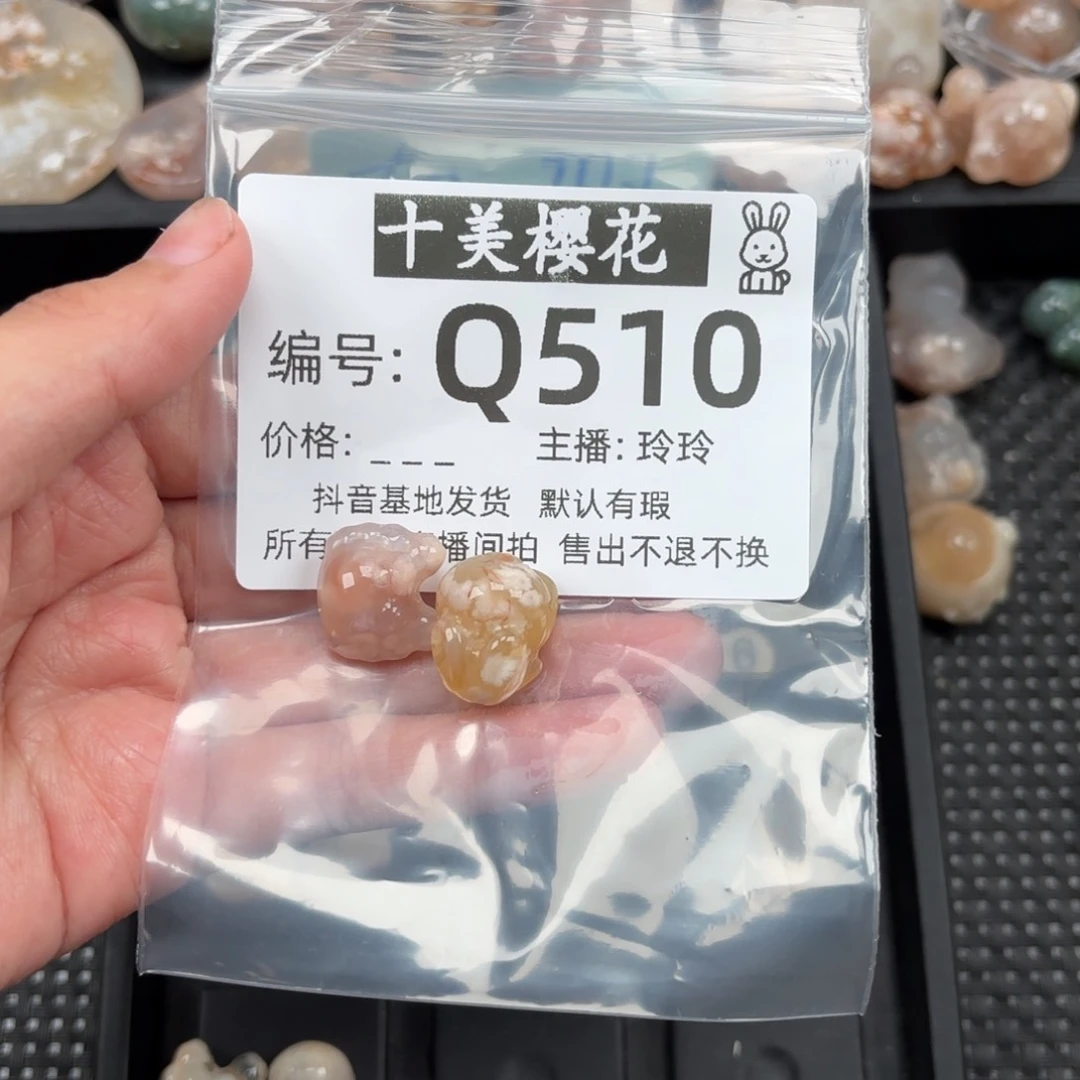 十美樱花
编号: Q510
价格: _ _ _ 主播: 玲玲
抖音基地发货 默认有瑕
所有 播间拍 售出不退不换